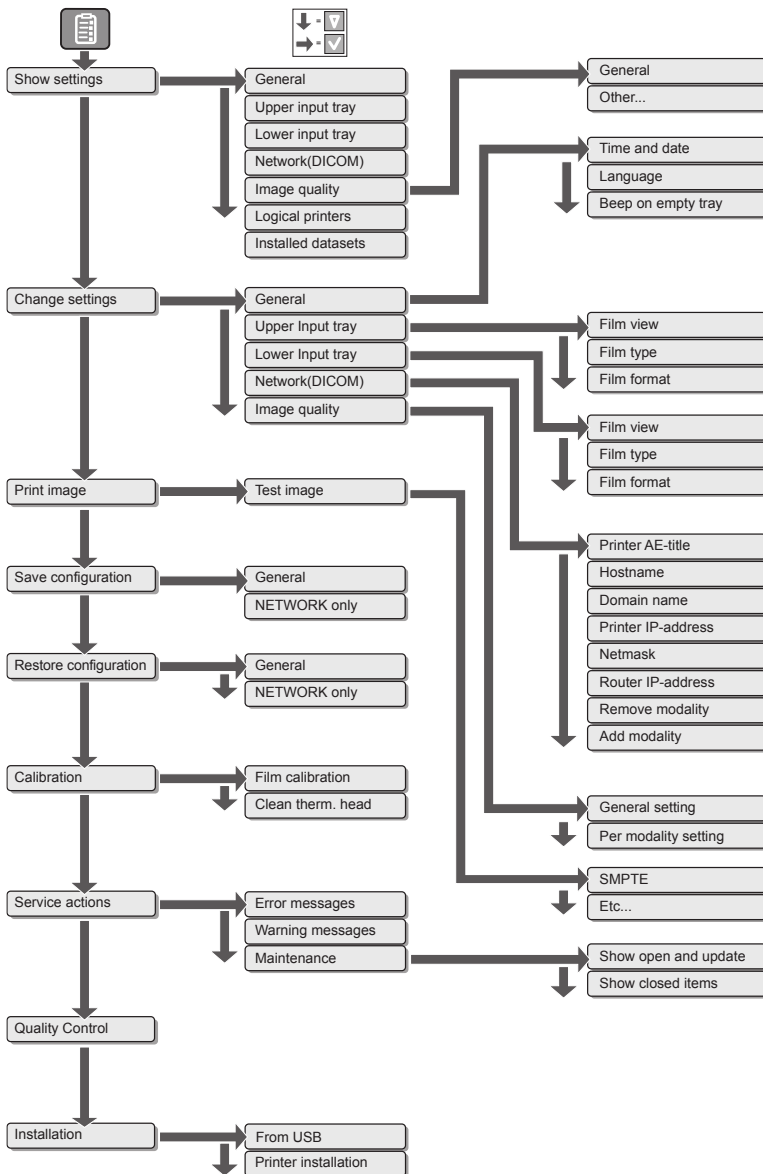 Show settings
General
Upper input tray
Lower input tray
Network(DICOM)
Image quality
Logical printers
Installed datasets
General
Other...
Change settings
General
Upper Input tray
Lower Input tray
Network(DICOM)
Image quality
Time and date
Language
Beep on empty tray
Film view
Film type
Film format
Film view
Film type
Film format
Printer AE-title
Hostname
Domain name
Printer IP-address
Netmask
Router IP-address
Remove modality
Add modality
General setting
Per modality setting
Print image
Test image
SMPTE
Etc...
Save configuration
General
NETWORK only
Restore configuration
General
NETWORK only
Calibration
Film calibration
Clean therm. head
Service actions
Error messages
Warning messages
Maintenance
Show open and update
Show closed items
Quality Control
Installation
From USB
Printer installation